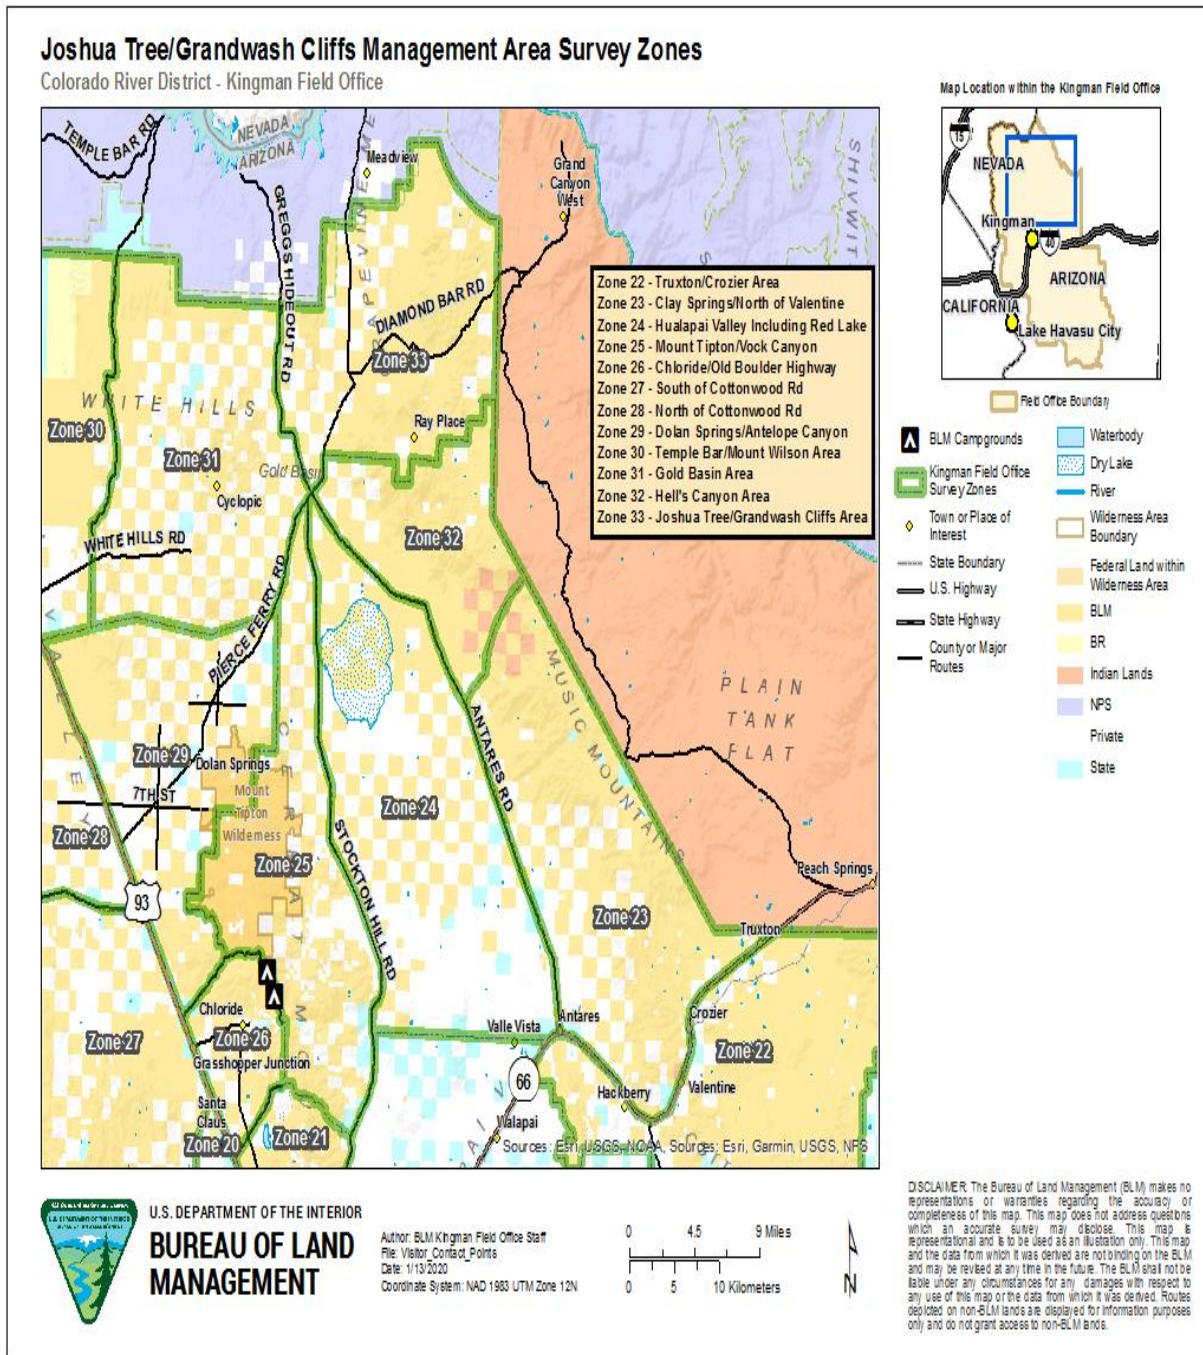 Joshua Tree/Grandwash Cliffs Management Area Survey Zones
Colorado River District - Kingman Field Office
Map Location within the Kingman Field Office
TEMPLE BAR RD
NEVADA
ARIZONA
Meadview
GREGGS HIDEOUT RD
Grand
Canyon
West
SHIVWIT
DIAMOND BAR RD
Zone 33
WHITE HILLS
Zone 30
Ray Place
Zone 31
Gold Basin
Cyclopic
WHITE HILLS RD
Zone 32
PIERCE FERRY RD
MUSIC MOUNTAINS
PLAIN
TANK
FLAT
ANTARES RD
Zone 29
Dolan Springs
7TH ST
Mount
Tipton
Wilderness
Zone 24
Zone 28
STOCKTON HILL RD
Zone 25
Peach Springs
93
Zone 23
Truxton
Chloride
Antares
Crozier
Valle Vista
Zone 27
Zone 26
Zone 22
Grasshopper Junction
66
Valentine
Hackberry
Santa
Claus
Walapai
Zone 20
Zone 21
Sources: Esri, USGS, NOAA, Sources: Esri, Garmin, USGS, NPS
Zone 22 - Truxton/Crozier Area
Zone 23 - Clay Springs/North of Valentine
Zone 24 - Hualapai Valley Including Red Lake
Zone 25 - Mount Tipton/Vock Canyon
Zone 26 - Chloride/Old Boulder Highway
Zone 27 - South of Cottonwood Rd
Zone 28 - North of Cottonwood Rd
Zone 29 - Dolan Springs/Antelope Canyon
Zone 30 - Temple Bar/Mount Wilson Area
Zone 31 - Gold Basin Area
Zone 32 - Hell's Canyon Area
Zone 33 - Joshua Tree/Grandwash Cliffs Area
15
NEVADA
Kingman
40
ARIZONA
CALIFORNIA
Lake Havasu City
Field Office Boundary
BLM Campgrounds
Kingman Field Office
Survey Zones
Town or Place of
Interest
State Boundary
U.S. Highway
State Highway
County or Major
Routes
Waterbody
Dry Lake
River
Wilderness Area
Boundary
Federal Land within
Wilderness Area
BLM
BR
Indian Lands
NPS
Private
State
U.S. DEPARTMENT OF THE INTERIOR
BUREAU OF LAND
MANAGEMENT
Author: BLM Kingman Field Office Staff
File: Visitor_Contact_Points
Date: 1/13/2020
Coordinate System: NAD 1983 UTM Zone 12N
0 4.5 9 Miles
0 5 10 Kilometers
N
DISCLAIMER: The Bureau of Land Management (BLM) makes no
representations or warranties regarding the accuracy or
completeness of this map. This map does not address questions
which an accurate survey may disclose. This map is
representational and is to be used as an illustration only. This map
and the data from which it was derived are not binding on the BLM
and may be revised at any time in the future. The BLM shall not be
liable under any circumstances for any damages with respect to
any use of this map or the data from which it was derived. Routes
depicted on non-BLM lands are displayed for information purposes
only and do not grant access to non-BLM lands.